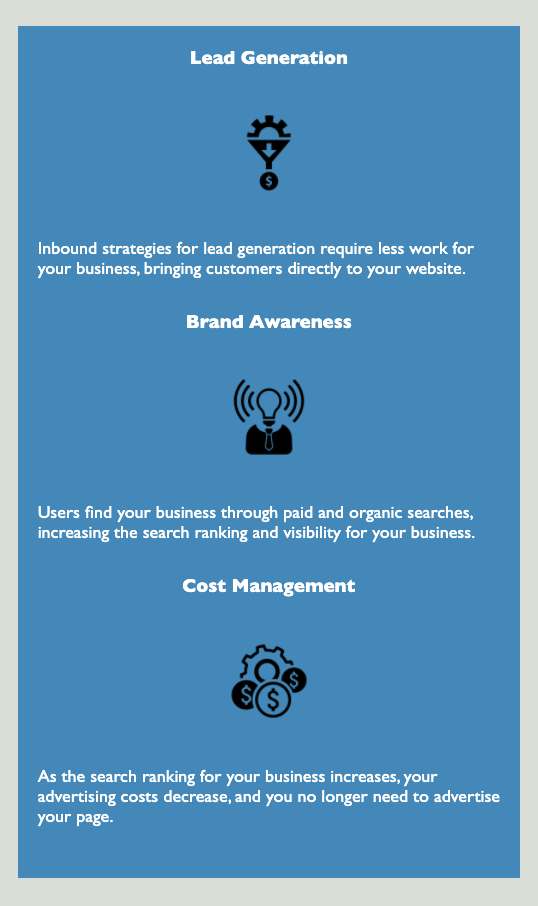 Lead Generation
$
Inbound strategies for lead generation require less work for
your business, bringing customers directly to your website.
Brand Awareness
Users find your business through paid and organic searches,
increasing the search ranking and visibility for your business.
Cost Management
$ $ $
As the search ranking for your business increases, your
advertising costs decrease, and you no longer need to advertise
your page.